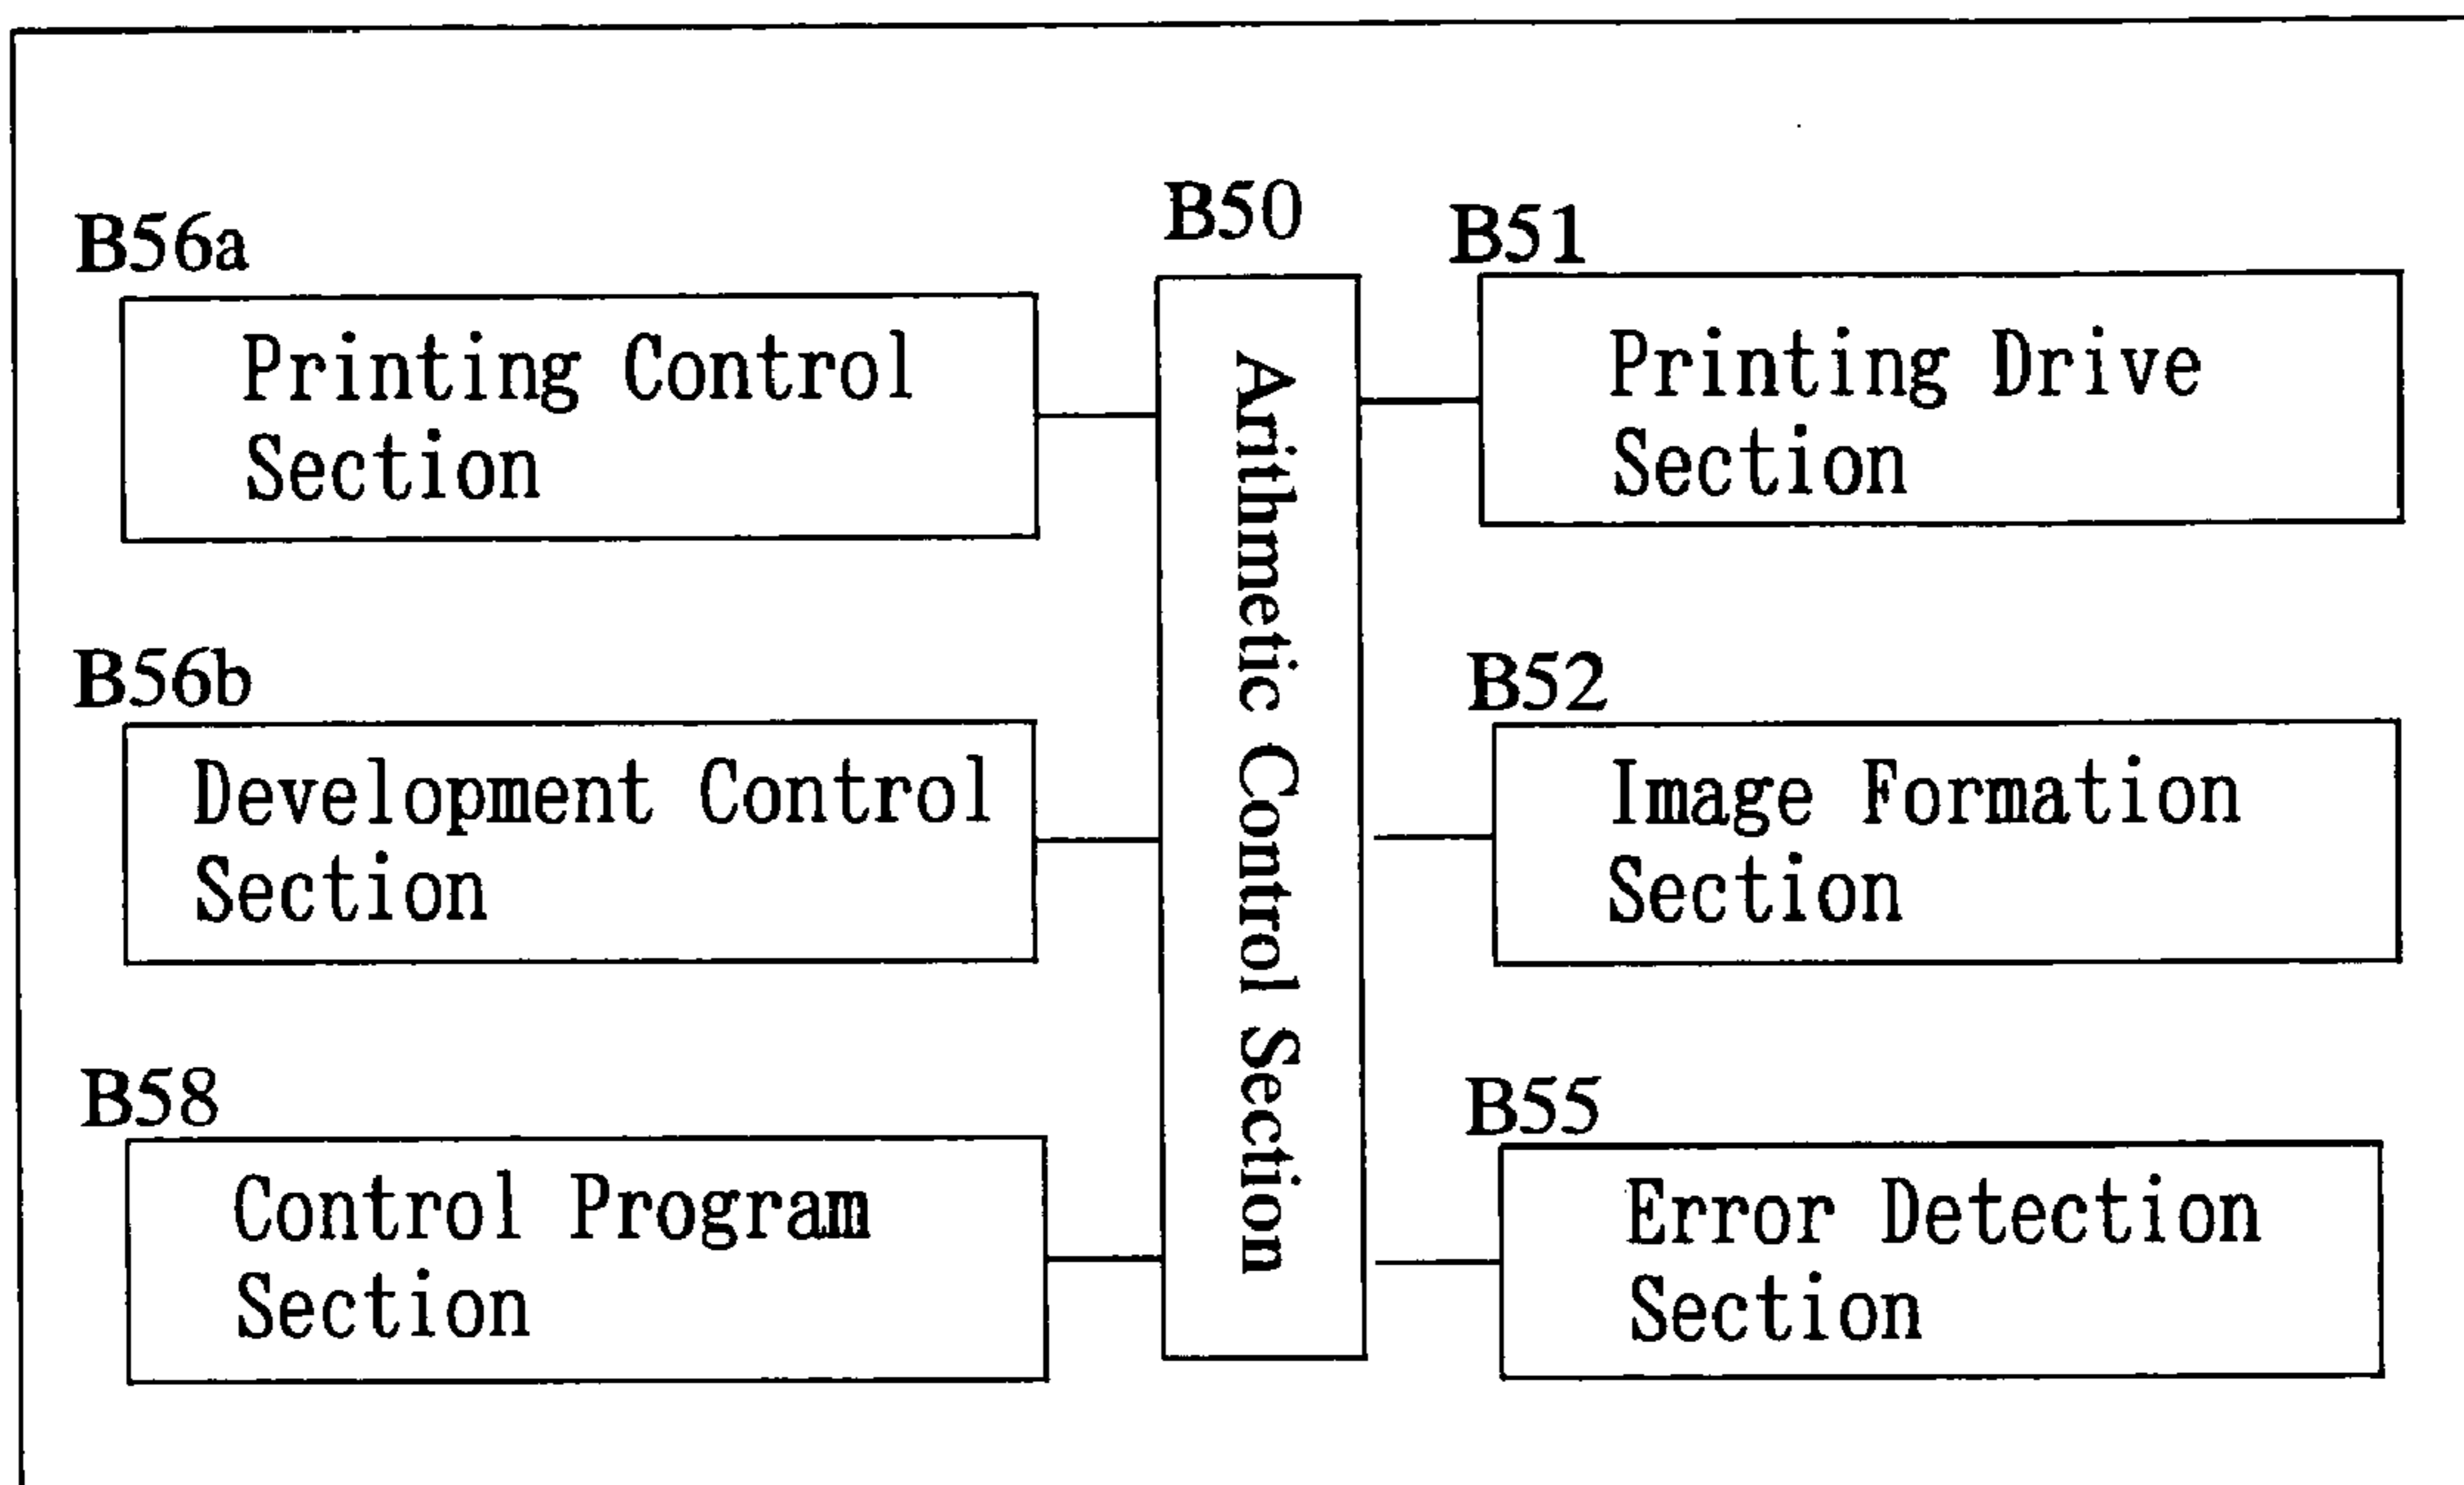 B56a
Printing Control
Section
B56b
Development Control
Section
B58
Control Program
Section
B50
Arithmetic Control Section
B51
Printing Drive
Section
B52
Image Formation
Section
B55
Error Detection
Section